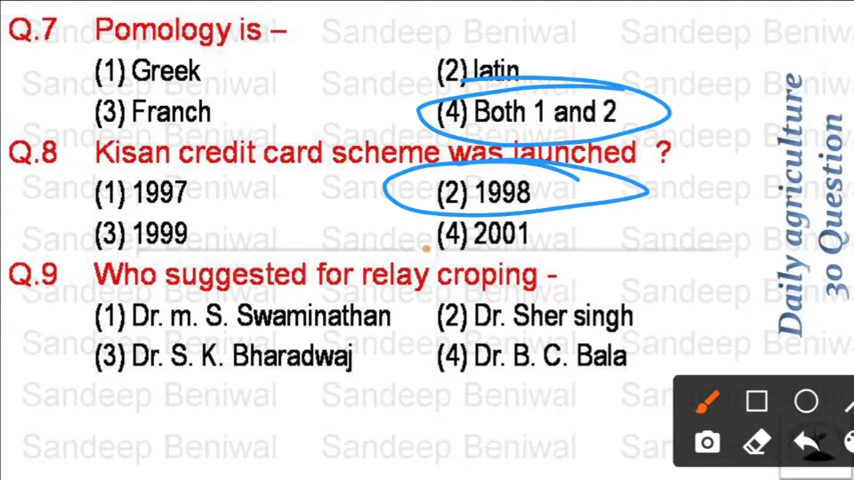 Q.7 Pomology is –
(1) Greek (2) latin
(3) Franch (4) Both 1 and 2
Q.8 Kisan credit card scheme was launched ?
(1) 1997 (2) 1998
(3) 1999 (4) 2001
Q.9 Who suggested for relay croping -
(1) Dr. m. S. Swaminathan (2) Dr. Sher singh
(3) Dr. S. K. Bharadwaj (4) Dr. B. C. Bala
Daily agriculture
30 Question
Sandeep Beniwal